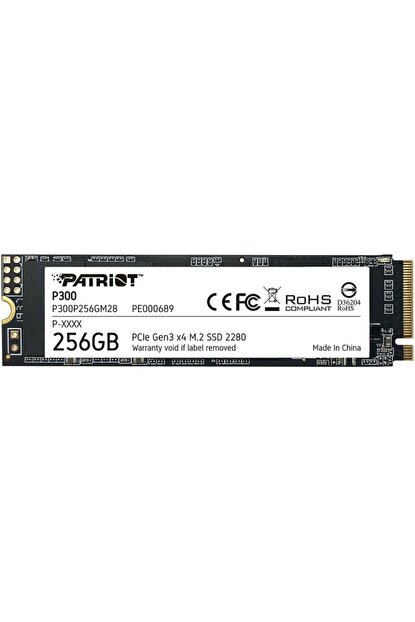 PATRIOT
P300
P300P256GM28 PE000689
P-XXXX
256GB
PCIe Gen3 x4 M.2 SSD 2280
Warranty void if label removed
CE FC
RoHS
COMPLIANT
D36204
RoHS
Made In China